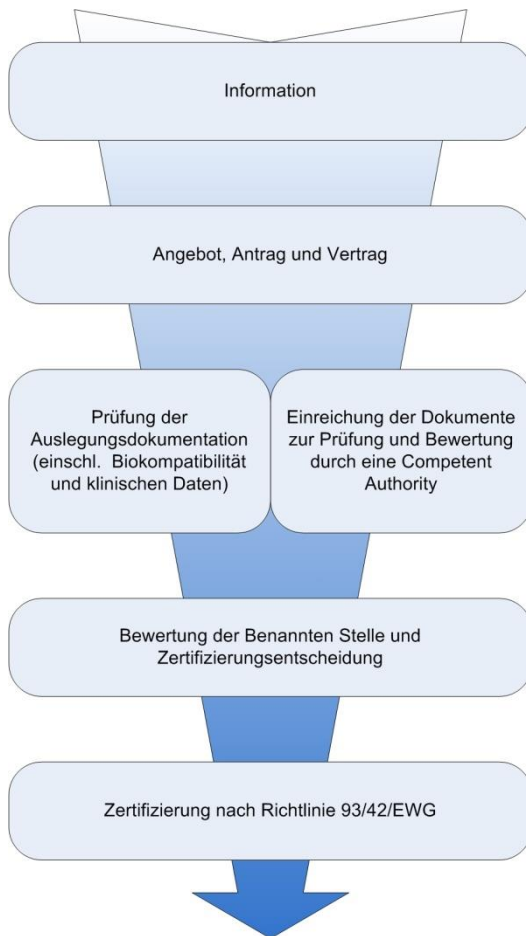 Information
Angebot, Antrag und Vertrag
Prüfung der
Auslegungsdokumentation
(einschl. Biokompatibilität
und klinischen Daten)
Einreichung der Dokumente
zur Prüfung und Bewertung
durch eine Competent
Authority
Bewertung der Benannten Stelle und
Zertifizierungsentscheidung
Zertifizierung nach Richtlinie 93/42/EWG